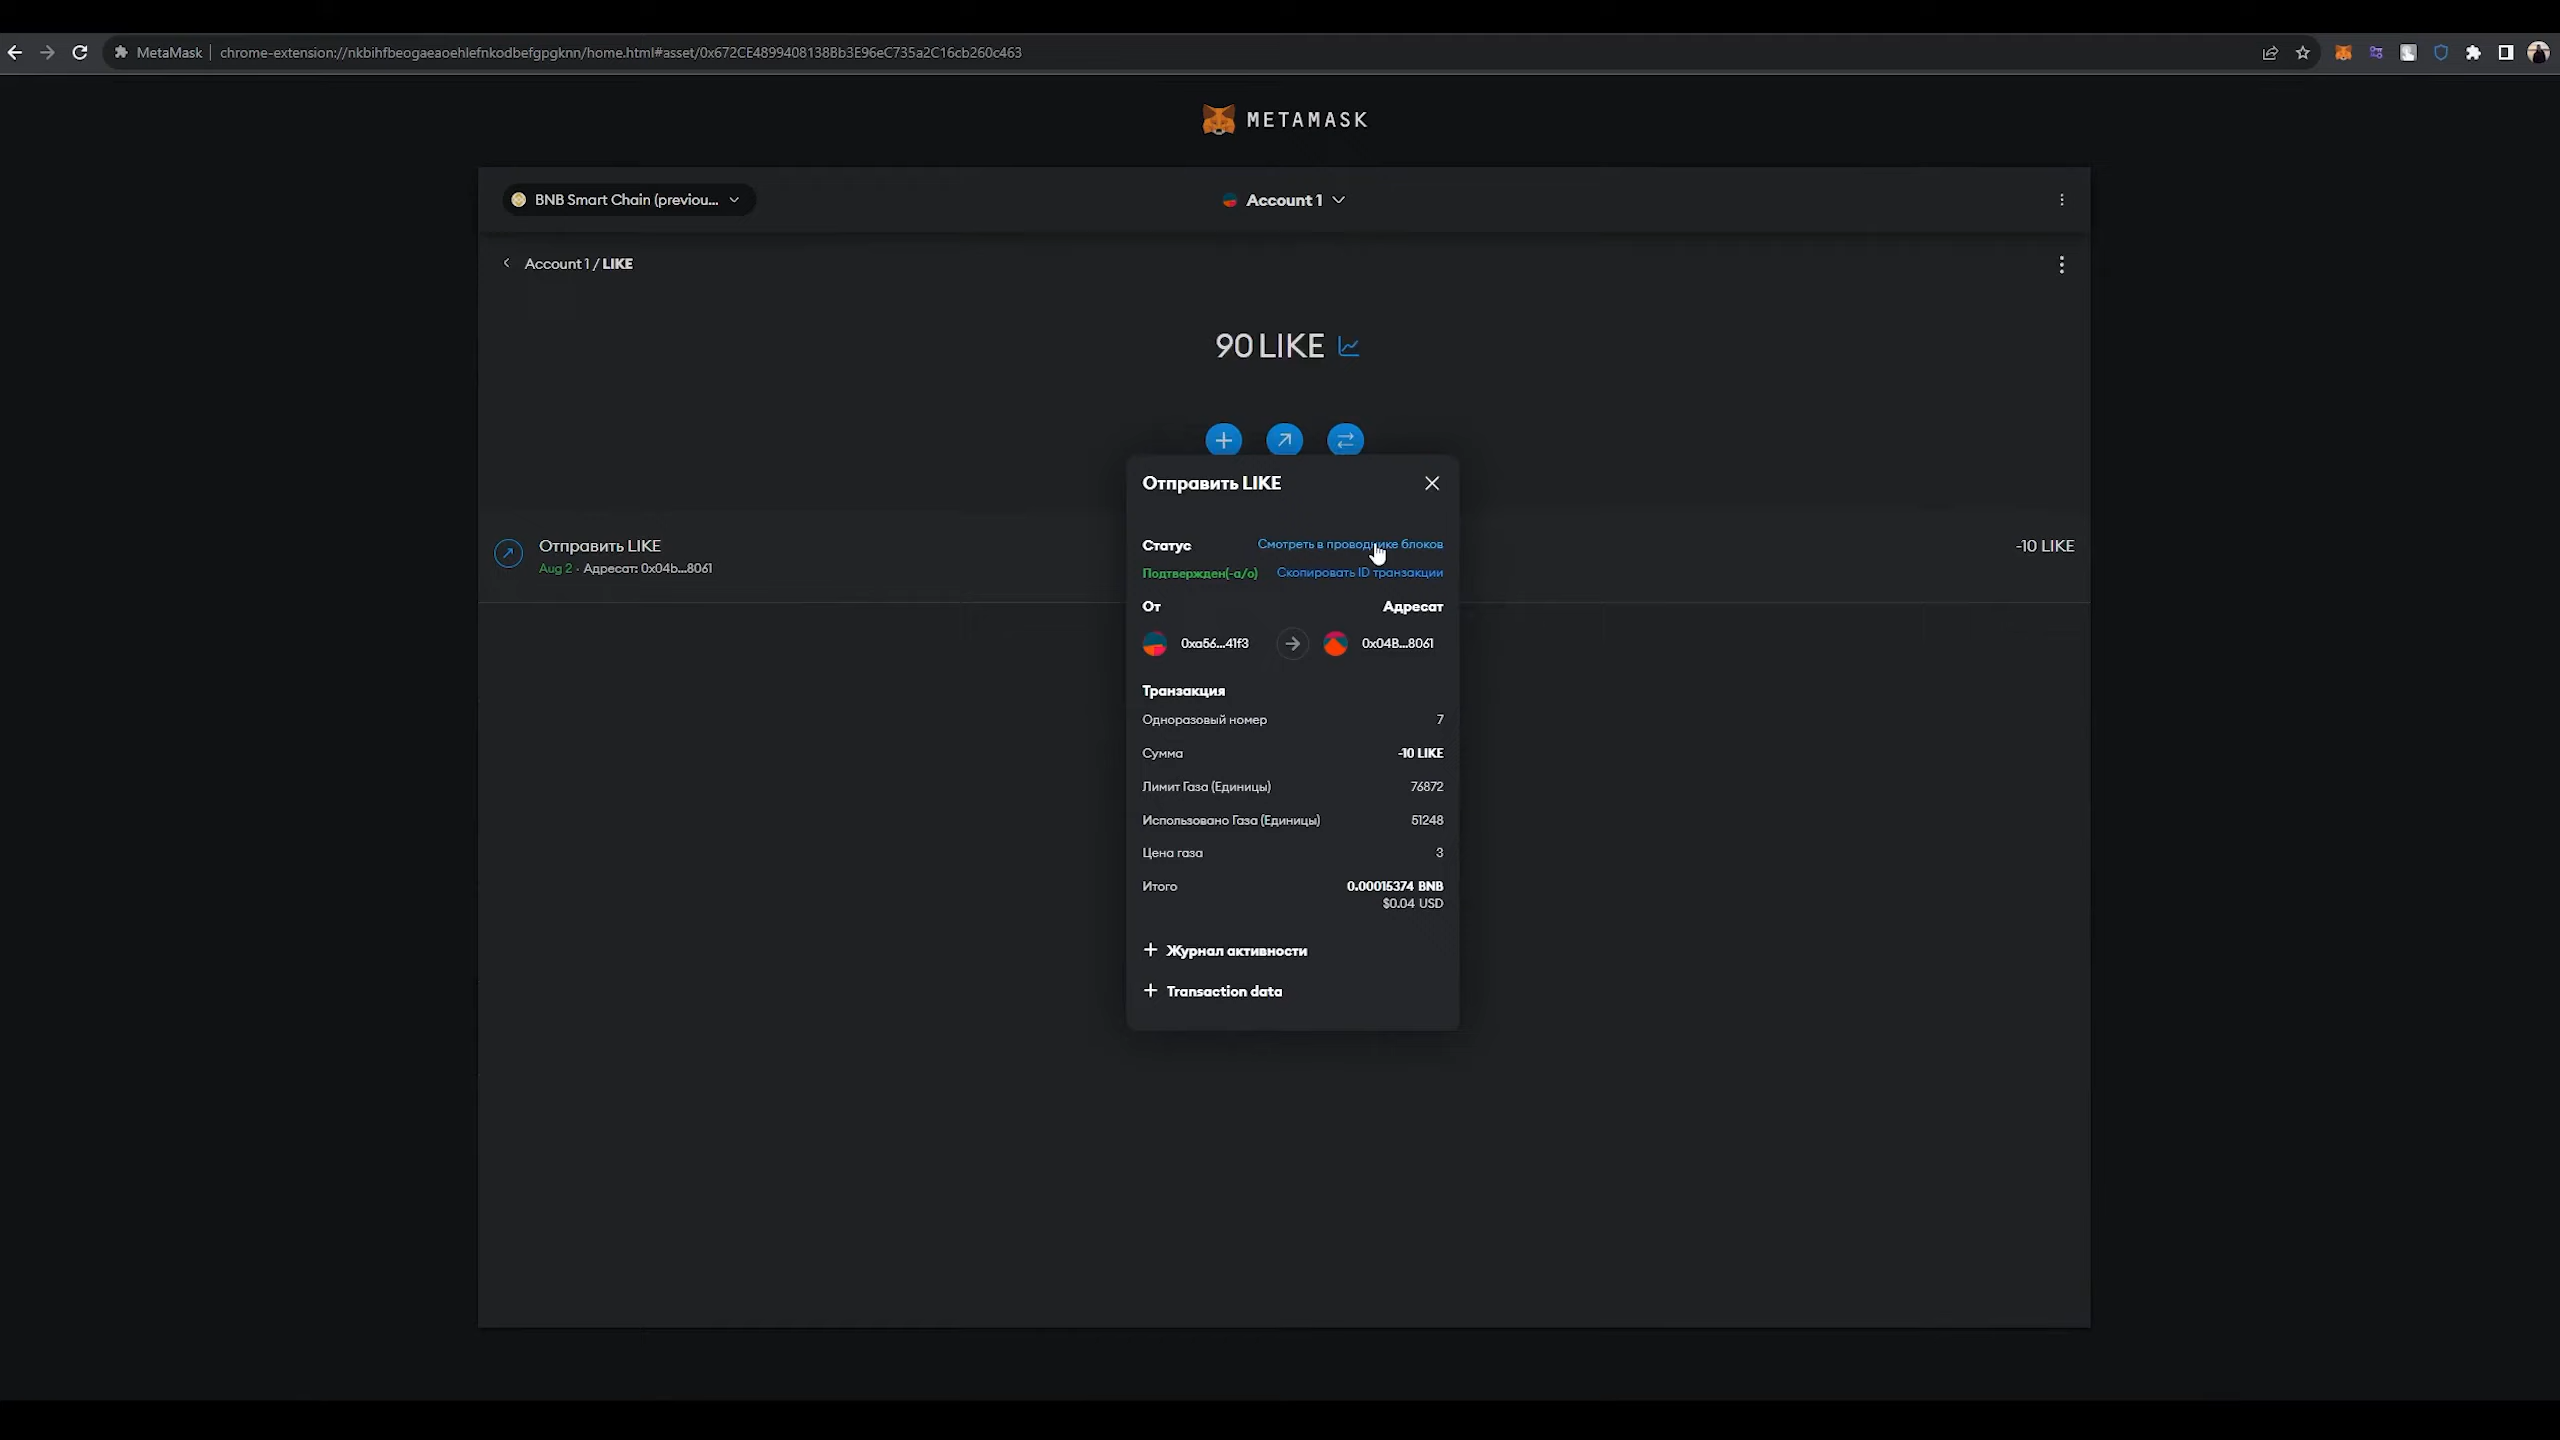 MetaMask | chrome-extension://nkbihfbeogaeaoehlefnkodbefgpgknn/home.html#asset/0x672CE4899408138Bb3E96eC735a2C16cb260c463
METAMASK
BNB Smart Chain (previou...
Account 1
Account 1 / LIKE
90 LIKE
Отправить LIKE
Aug 2 · Адресат: 0x04b...8061
-10 LIKE
Отправить LIKE
Статус
Смотреть в проводнике блоков
Подтвержден(-а/о)
Скопировать ID транзакции
От
Адресат
0xa56...41f3
0x04B...8061
Транзакция
Одноразовый номер
7
Сумма
-10 LIKE
Лимит Газа (Единицы)
76872
Использовано Газа (Единицы)
51248
Цена газа
3
Итого
0.00015374 BNB
$0.04 USD
+ Журнал активности
+ Transaction data